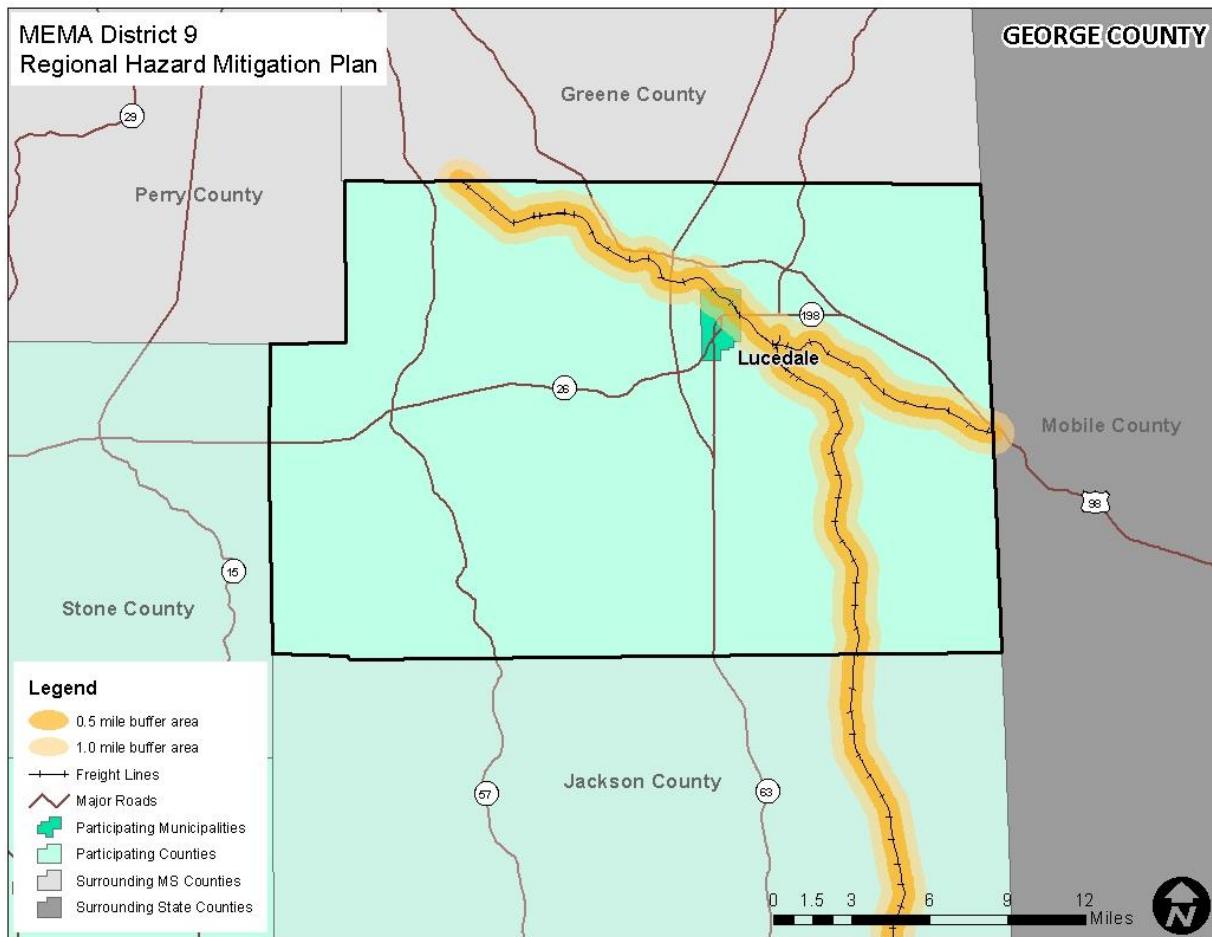 MEMA District 9
Regional Hazard Mitigation Plan
GEORGE COUNTY
Greene County
29
Perry County
198
Lucedale
26
Mobile County
98
15
Stone County
Legend
0.5 mile buffer area
1.0 mile buffer area
Freight Lines
Major Roads
Participating Municipalities
Participating Counties
Surrounding MS Counties
Surrounding State Counties
Jackson County
57
63
0 1.5 3 6 9 12
Miles
N